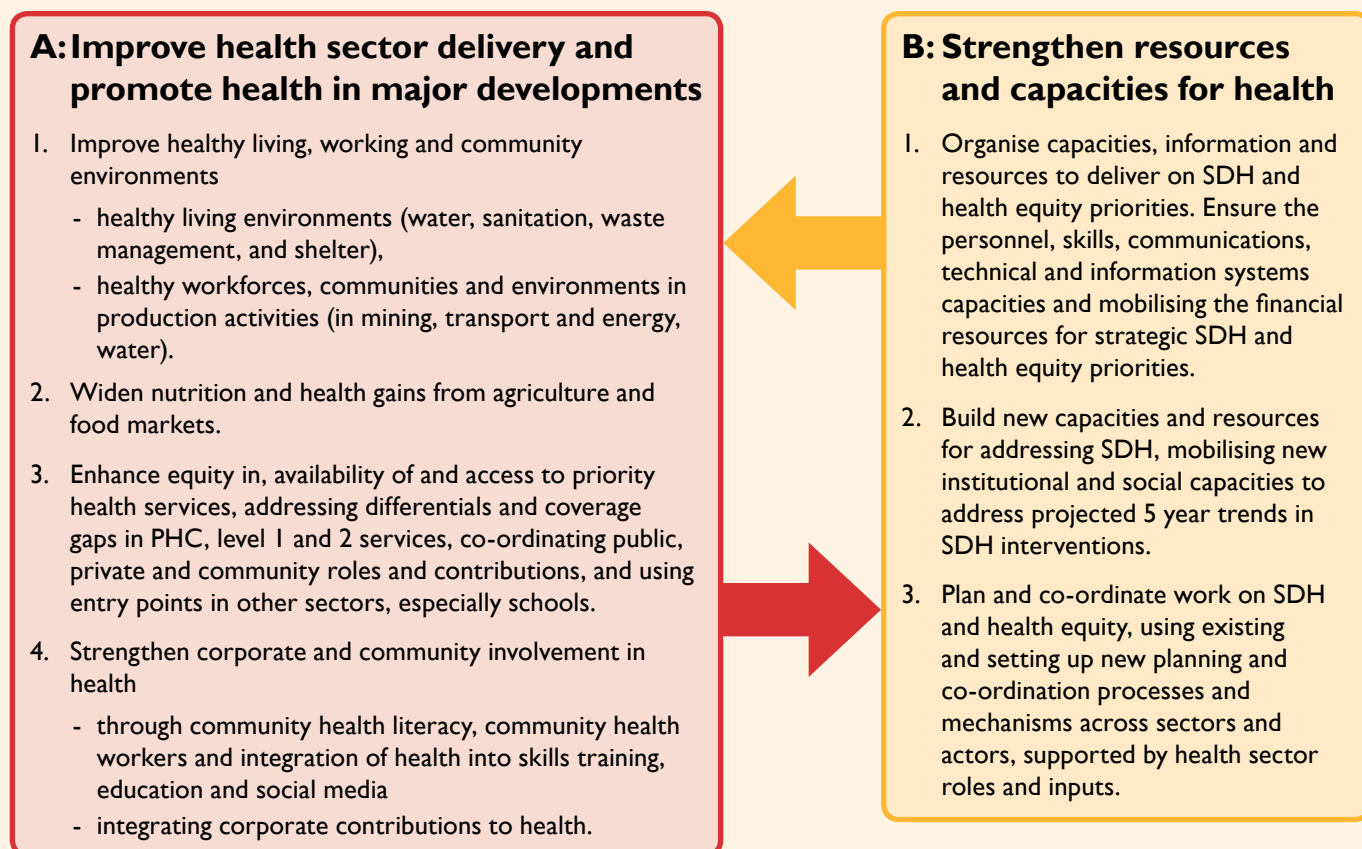 A: Improve health sector delivery and
promote health in major developments
1. Improve healthy living, working and community
environments
- healthy living environments (water, sanitation, waste
management, and shelter),
- healthy workforces, communities and environments in
production activities (in mining, transport and energy,
water).
2. Widen nutrition and health gains from agriculture and
food markets.
3. Enhance equity in, availability of and access to priority
health services, addressing differentials and coverage
gaps in PHC, level 1 and 2 services, co-ordinating public,
private and community roles and contributions, and using
entry points in other sectors, especially schools.
4. Strengthen corporate and community involvement in
health
- through community health literacy, community health
workers and integration of health into skills training,
education and social media
- integrating corporate contributions to health.
B: Strengthen resources
and capacities for health
1. Organise capacities, information and
resources to deliver on SDH and
health equity priorities. Ensure the
personnel, skills, communications,
technical and information systems
capacities and mobilising the financial
resources for strategic SDH and
health equity priorities.
2. Build new capacities and resources
for addressing SDH, mobilising new
institutional and social capacities to
address projected 5 year trends in
SDH interventions.
3. Plan and co-ordinate work on SDH
and health equity, using existing
and setting up new planning and
co-ordination processes and
mechanisms across sectors and
actors, supported by health sector
roles and inputs.